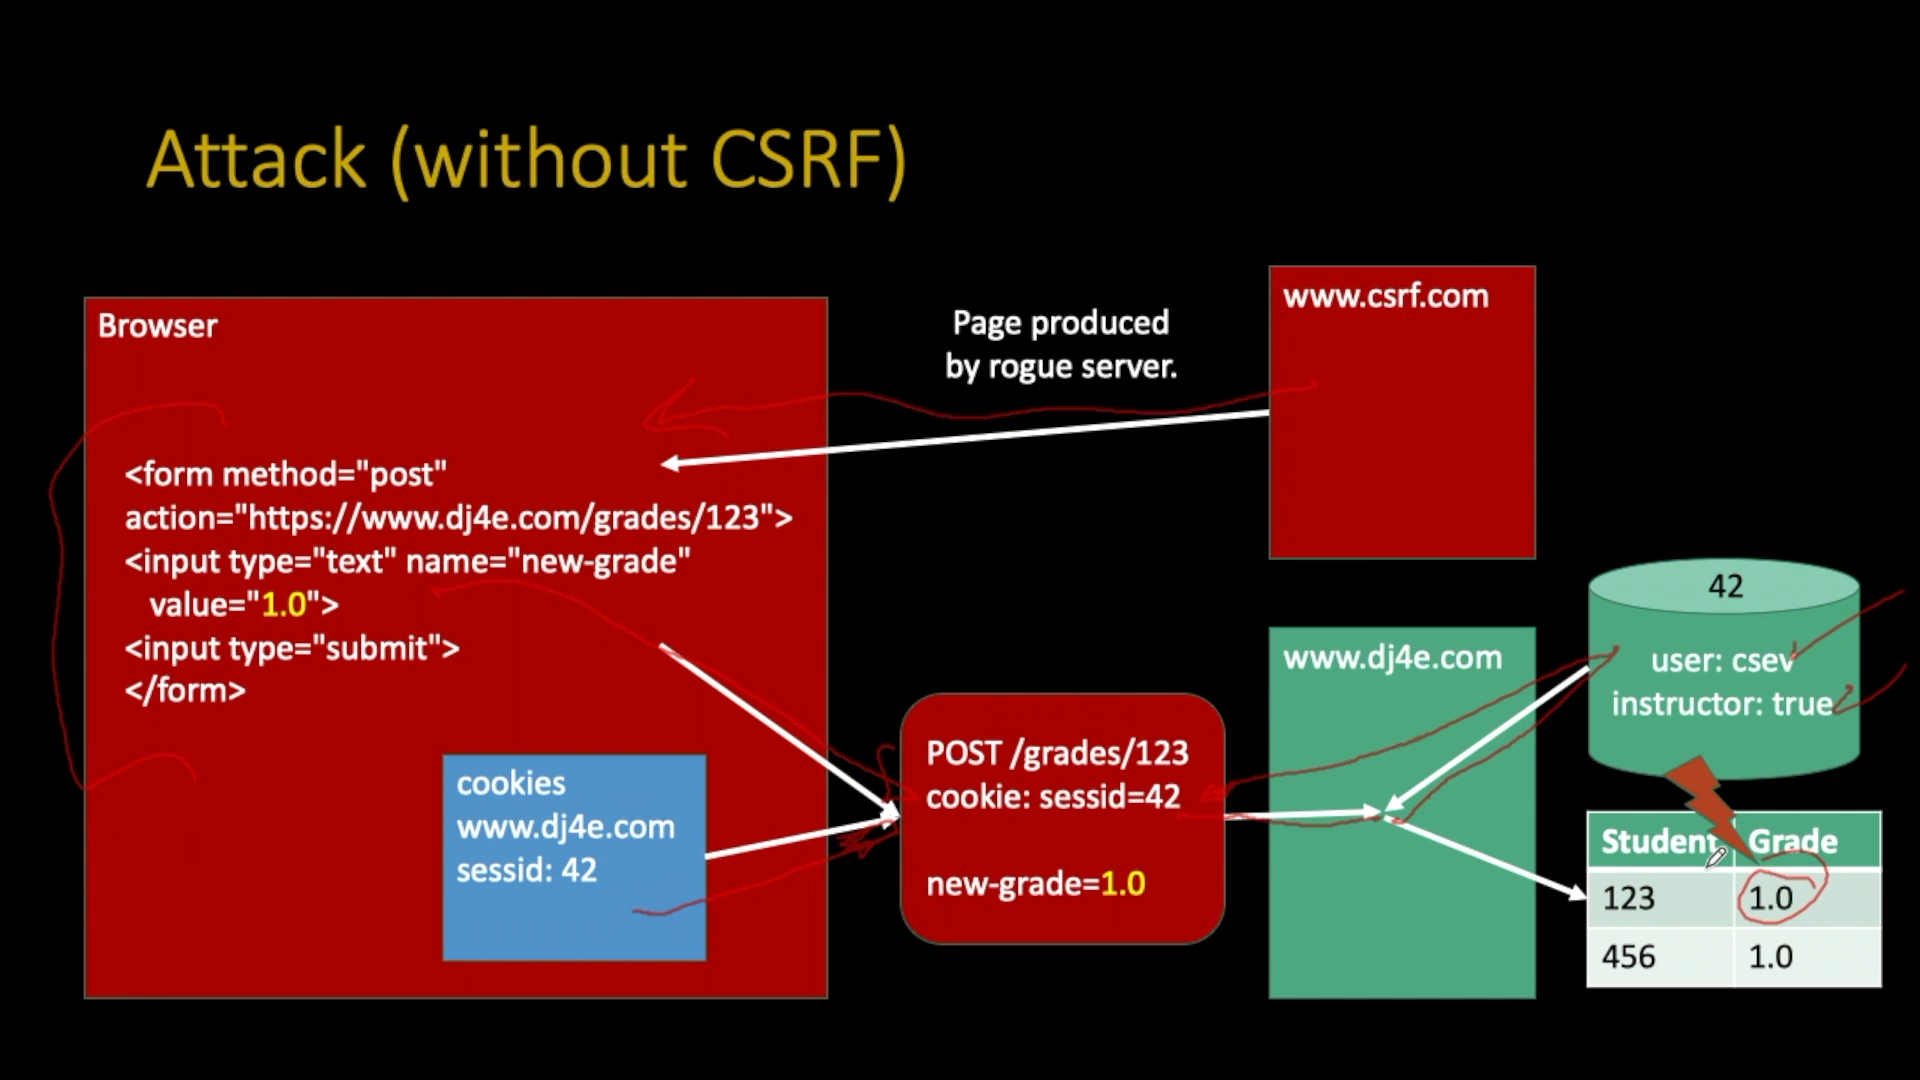 Attack (without CSRF)
Browser
<form method="post"
action="https://www.dj4e.com/grades/123">
<input type="text" name="new-grade"
value="1.0">
<input type="submit">
</form>
cookies
www.dj4e.com
sessid: 42
Page produced
by rogue server.
www.csrf.com
POST /grades/123
cookie: sessid=42
new-grade=1.0
www.dj4e.com
42
user: csev
instructor: true
Student Grade
123 1.0
456 1.0